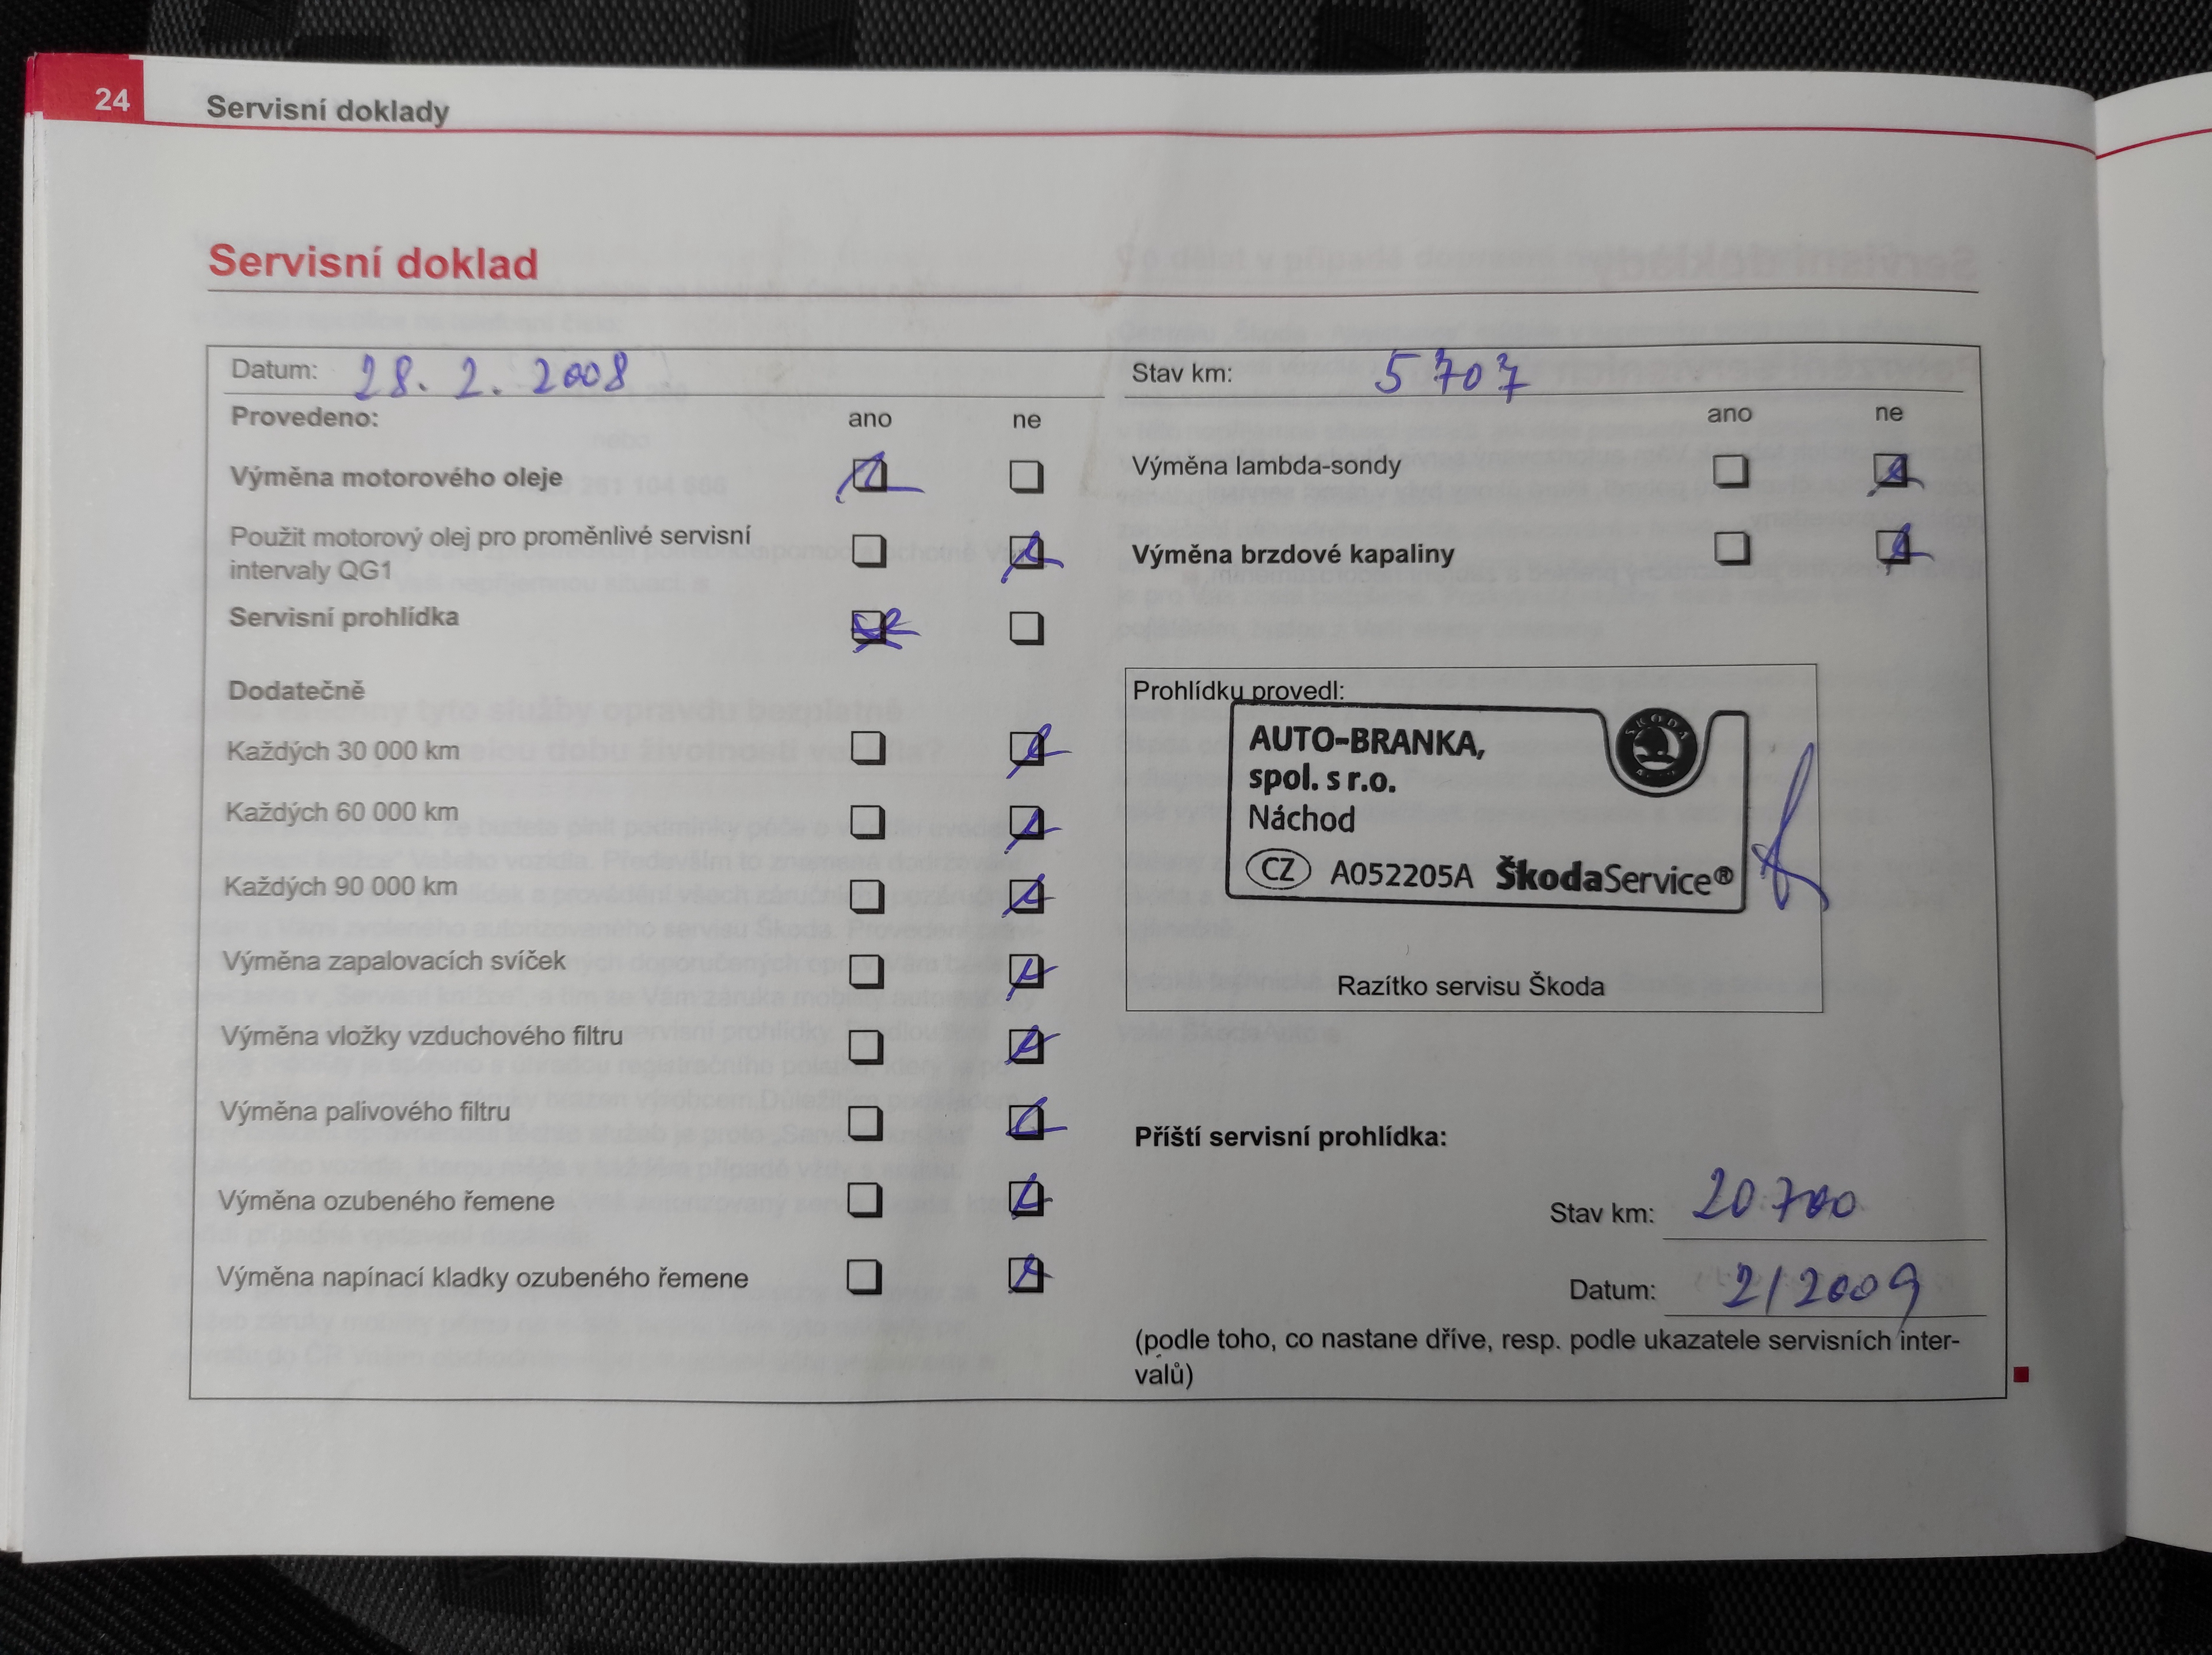 24
Servisní doklady
Servisní doklad
Datum: 28. 2. 2008
Provedeno: ano ne
Výměna motorového oleje
Použit motorový olej pro proměnlivé servisní
intervaly QG1
Servisní prohlídka
Dodatečně
Každých 30 000 km
Každých 60 000 km
Každých 90 000 km
Výměna zapalovacích svíček
Výměna vložky vzduchového filtru
Výměna palivového filtru
Výměna ozubeného řemene
Výměna napínací kladky ozubeného řemene
Stav km: 5 707
ano ne
Výměna lambda-sondy
Výměna brzdové kapaliny
Prohlídku provedl:
ŠKODA
AUTO-BRANKA,
spol. s r.o.
Náchod
CZ A052205A ŠkodaService®
Razítko servisu Škoda
Příští servisní prohlídka:
Stav km: 20 700
Datum: 2/2009
(podle toho, co nastane dříve, resp. podle ukazatele servisních inter-
valů)